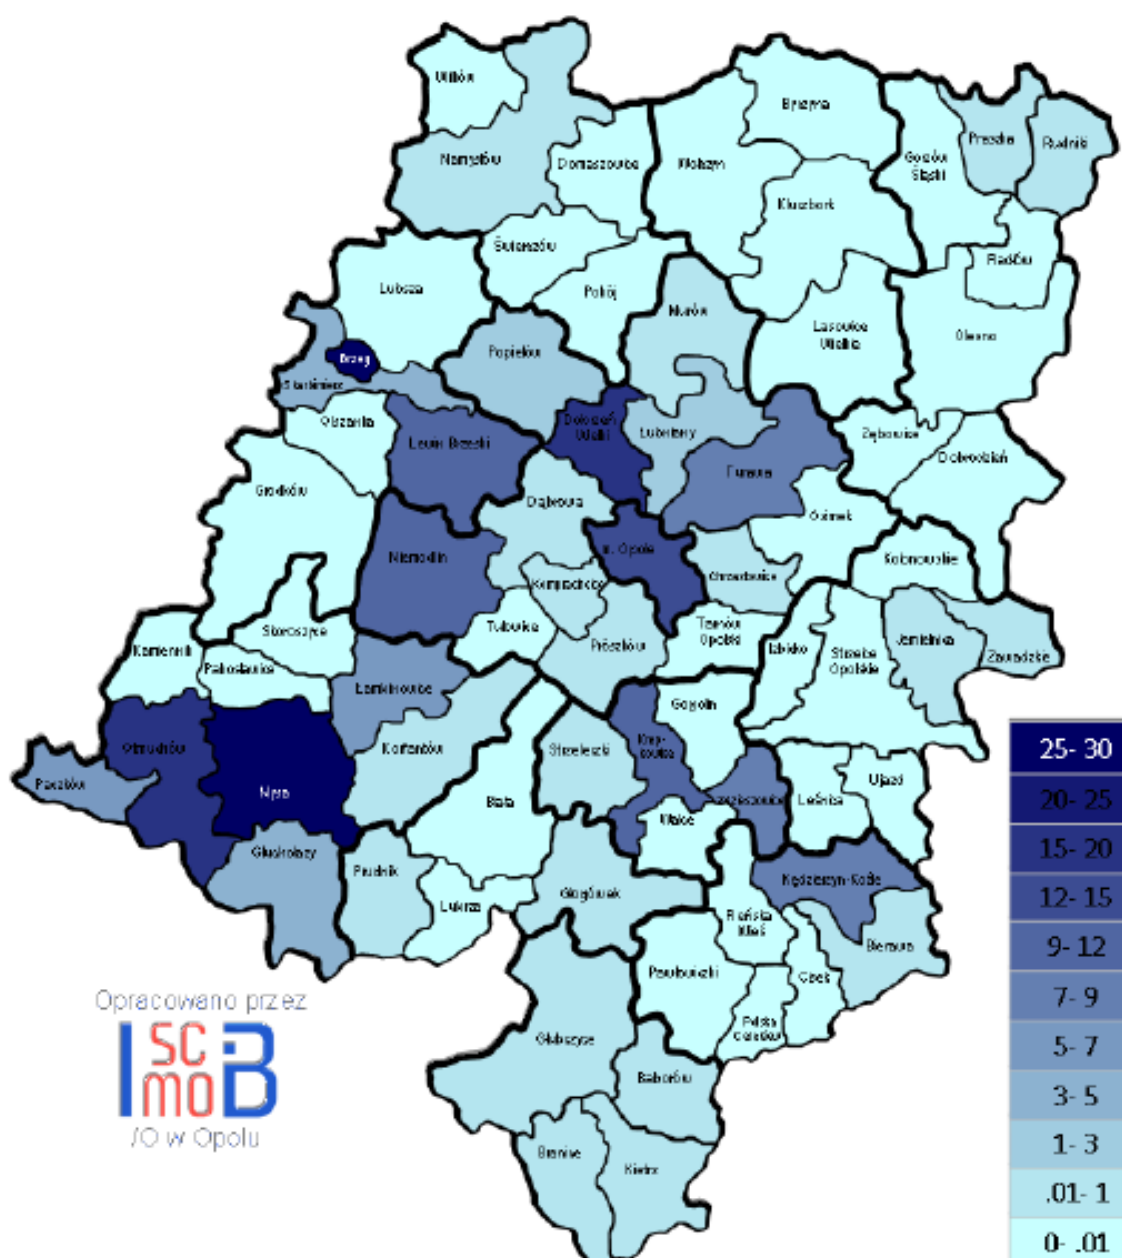 Wilków
Namysłów
Domaszowice
Wołczyn
Byczyna
Gorzów
Śląski
Praszka
Rudniki
Kluczbork
Świerczów
Radłów
Lubsza
Pokój
Murów
Lasowice
Wielkie
Olesno
Popielów
Brzeg
Skarbimierz
Olszanka
Lewin Brzeski
Dobrzeń
Wielki
Łubniany
Turawa
Zębowice
Dobrodzień
Grodków
Dąbrowa
Ozimek
Niemodlin
m. Opole
Komprachcice
Chrząstowice
Kolonowskie
Skoroszyce
Tułowice
Prószków
Tarnów
Opolski
Izbicko
Strzelce
Opolskie
Jemielnica
Zawadzkie
Kamiennik
Pakosławice
Łambinowice
Gogolin
Otmuchów
Korfantów
Strzeleczki
Krap-
kowice
Paczków
Nysa
Biała
Zdzieszowice
Leśnica
Ujazd
Walce
Głuchołazy
Prudnik
Lubrza
Głogówek
Kędzierzyn-Koźle
Reńska
Wieś
Bierawa
Pawłowiczki
Cisek
Polska
Cerekiew
Głubczyce
Baborów
Branice
Kietrz
25- 30
20- 25
15- 20
12- 15
9- 12
7- 9
5- 7
3- 5
1- 3
.01- 1
0- .01
Opracowano przez
ISCMOiB
/O w Opolu